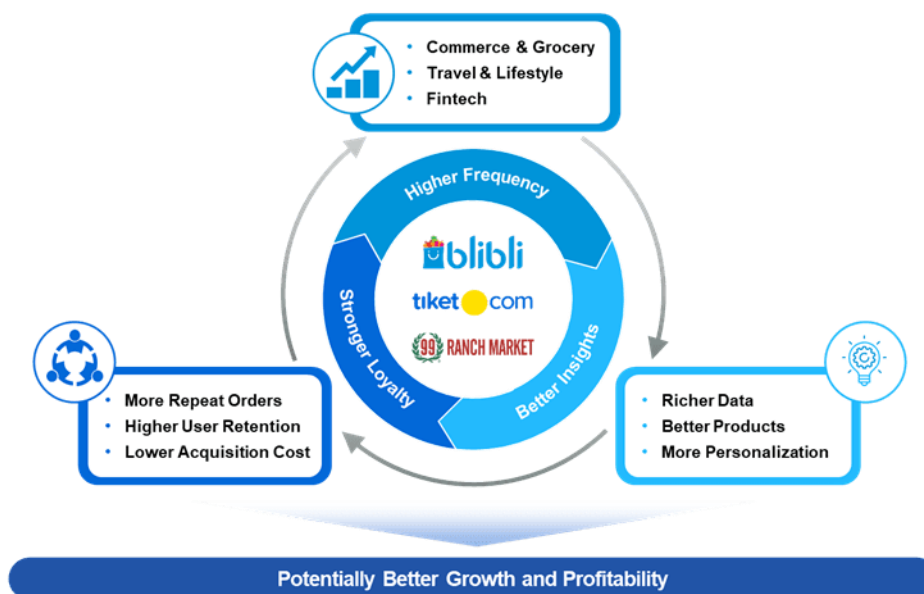 • Commerce & Grocery
• Travel & Lifestyle
• Fintech
Higher Frequency
blibli
tiket com
99 RANCH MARKET
Stronger Loyalty
Better Insights
• More Repeat Orders
• Higher User Retention
• Lower Acquisition Cost
• Richer Data
• Better Products
• More Personalization
Potentially Better Growth and Profitability